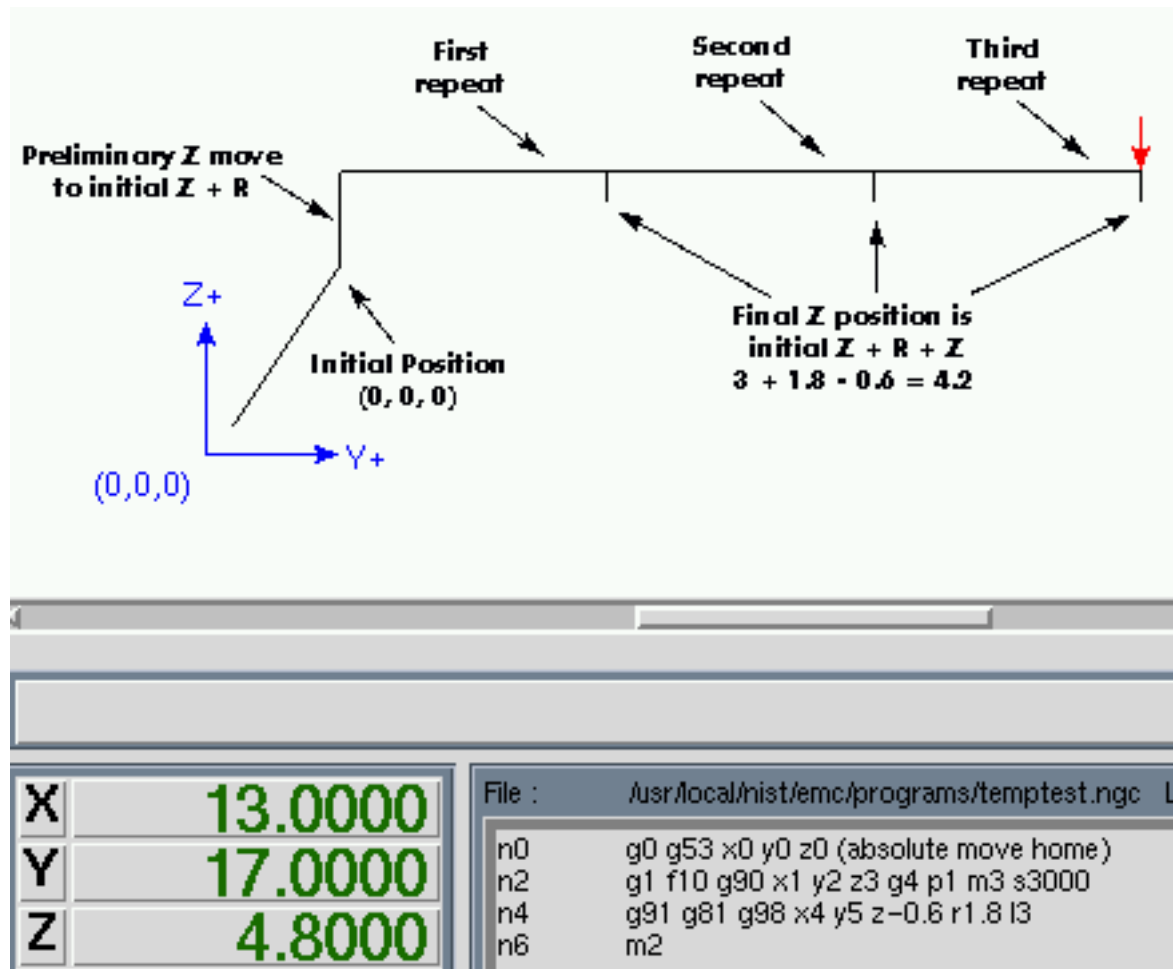 First
repeat
Second
repeat
Third
repeat
Preliminary Z move
to initial Z + R
Z+
Initial Position
(0, 0, 0)
Final Z position is
initial Z + R + Z
3 + 1.8 - 0.6 = 4.2
Y+
(0,0,0)
X 13.0000
Y 17.0000
Z 4.8000
File : /usr/local/nist/emc/programs/temptest.ngc L
n0 g0 g53 x0 y0 z0 (absolute move home)
n2 g1 f10 g90 x1 y2 z3 g4 p1 m3 s3000
n4 g91 g81 g98 x4 y5 z-0.6 r1.8 l3
n6 m2